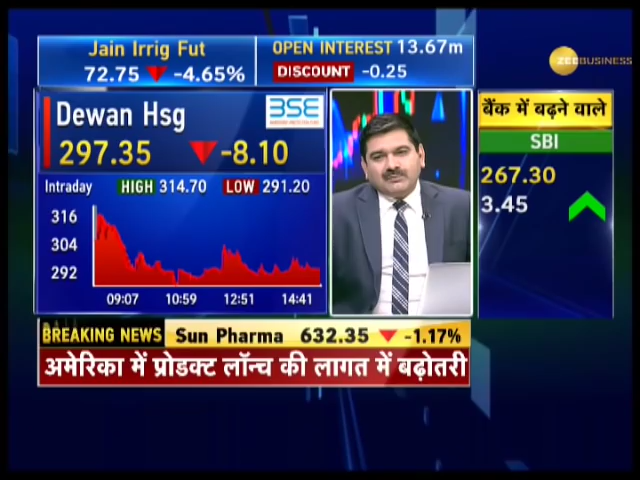 Jain Irrig Fut
72.75 -4.65%
OPEN INTEREST 13.67m
DISCOUNT -0.25
ZEE BUSINESS
Dewan Hsg
BSE
297.35 -8.10
Intraday HIGH 314.70 LOW 291.20
316
304
292
09:07 10:59 12:51 14:41
बैंक में बढ़ने वाले
SBI
267.30
3.45
BREAKING NEWS Sun Pharma 632.35 -1.17%
अमेरिका में प्रोडक्ट लॉन्च की लागत में बढ़ोतरी